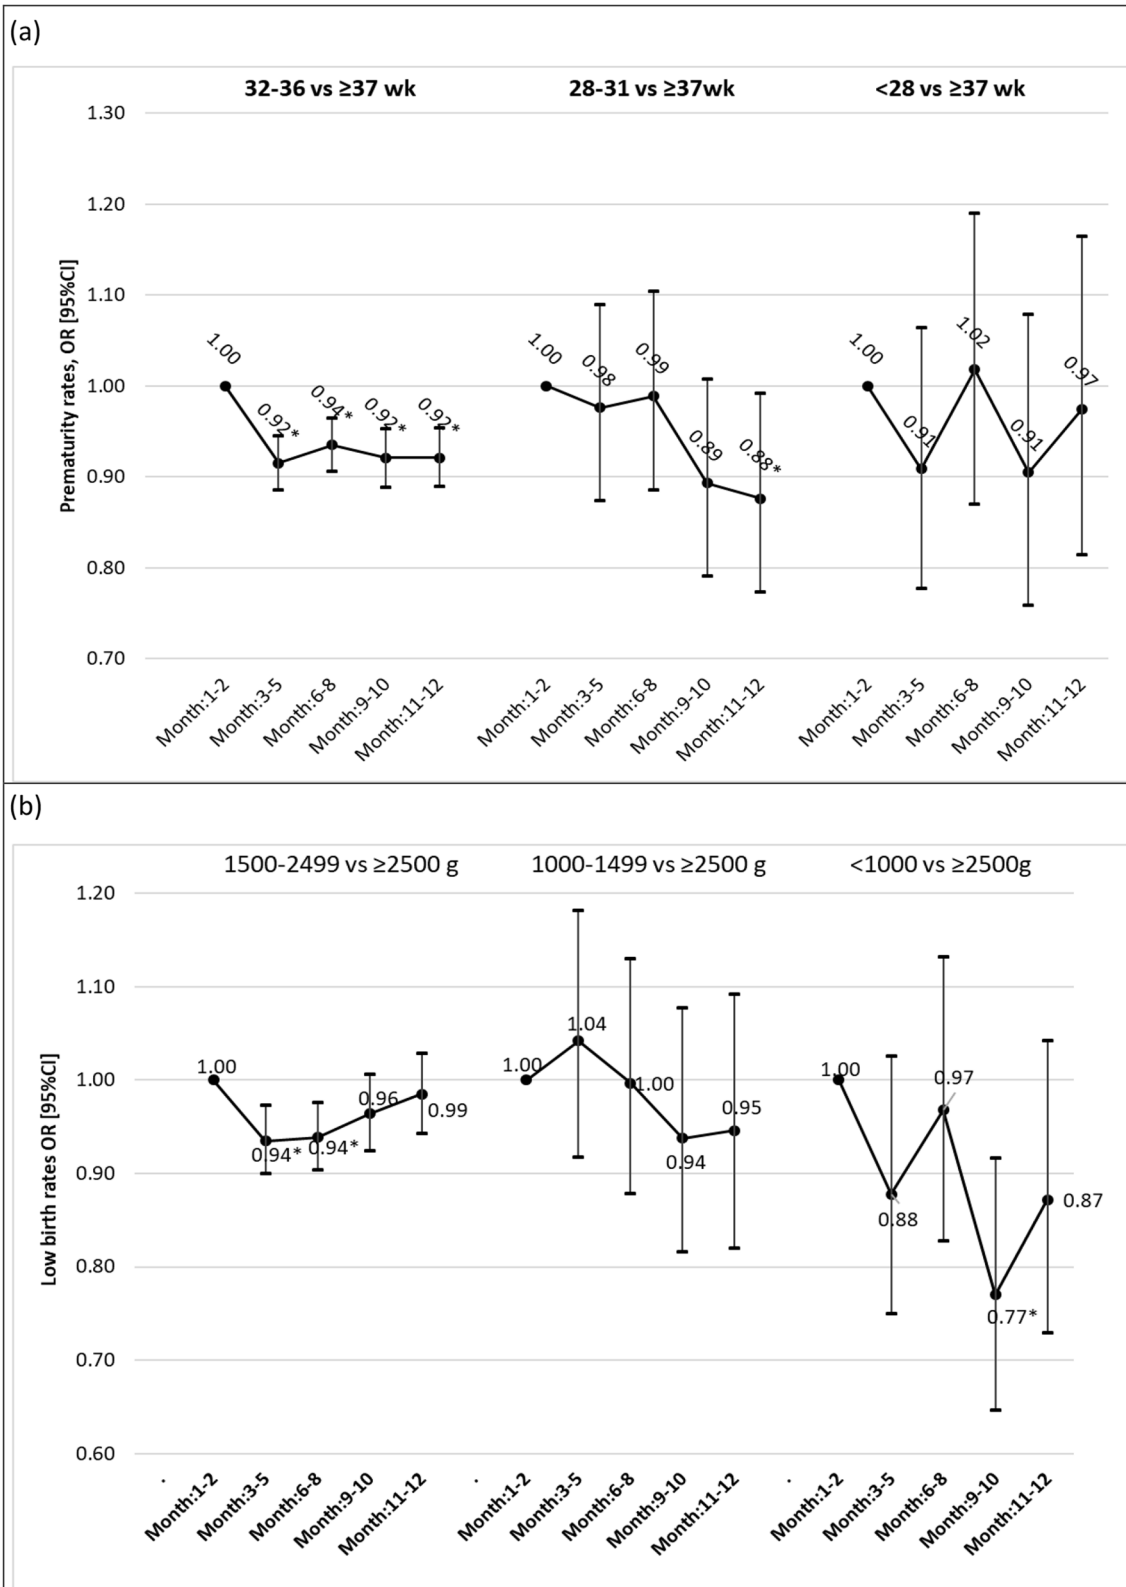 (a)
32-36 vs ≥37 wk 28-31 vs ≥37wk <28 vs ≥37 wk
Prematurity rates, OR [95%CI]
1.30
1.20
1.10
1.00
0.90
0.80
0.70
1.00 0.92* 0.94* 0.92* 0.92*
1.00 0.98 0.99 0.89 0.88*
1.00 0.91 1.02 0.91 0.97
Month:1-2 Month:3-5 Month:6-8 Month:9-10 Month:11-12
Month:1-2 Month:3-5 Month:6-8 Month:9-10 Month:11-12
Month:1-2 Month:3-5 Month:6-8 Month:9-10 Month:11-12
(b)
1500-2499 vs ≥2500 g 1000-1499 vs ≥2500 g <1000 vs ≥2500g
Low birth rates OR [95%CI]
1.20
1.10
1.00
0.90
0.80
0.70
0.60
1.00 0.94* 0.94* 0.96 0.99
1.00 1.04 1.00 0.94 0.95
1.00 0.88 0.97 0.77* 0.87
. Month:1-2 Month:3-5 Month:6-8 Month:9-10 Month:11-12
. Month:1-2 Month:3-5 Month:6-8 Month:9-10 Month:11-12
. Month:1-2 Month:3-5 Month:6-8 Month:9-10 Month:11-12